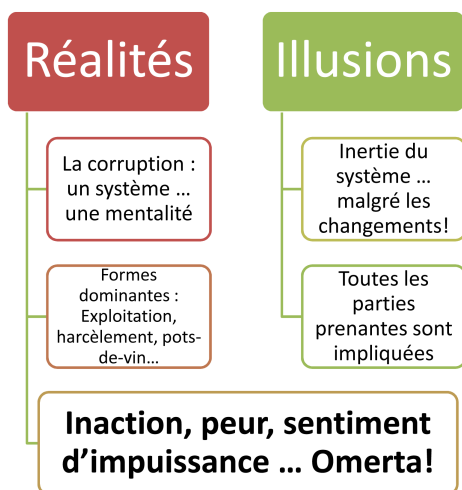 Réalités
La corruption :
un système ...
une mentalité
Formes
dominantes :
Exploitation,
harcèlement, pots-
de-vin...
Illusions
Inertie du
système ...
malgré les
changements!
Toutes les
parties
prenantes sont
impliquées
Inaction, peur, sentiment
d’impuissance ... Omerta!